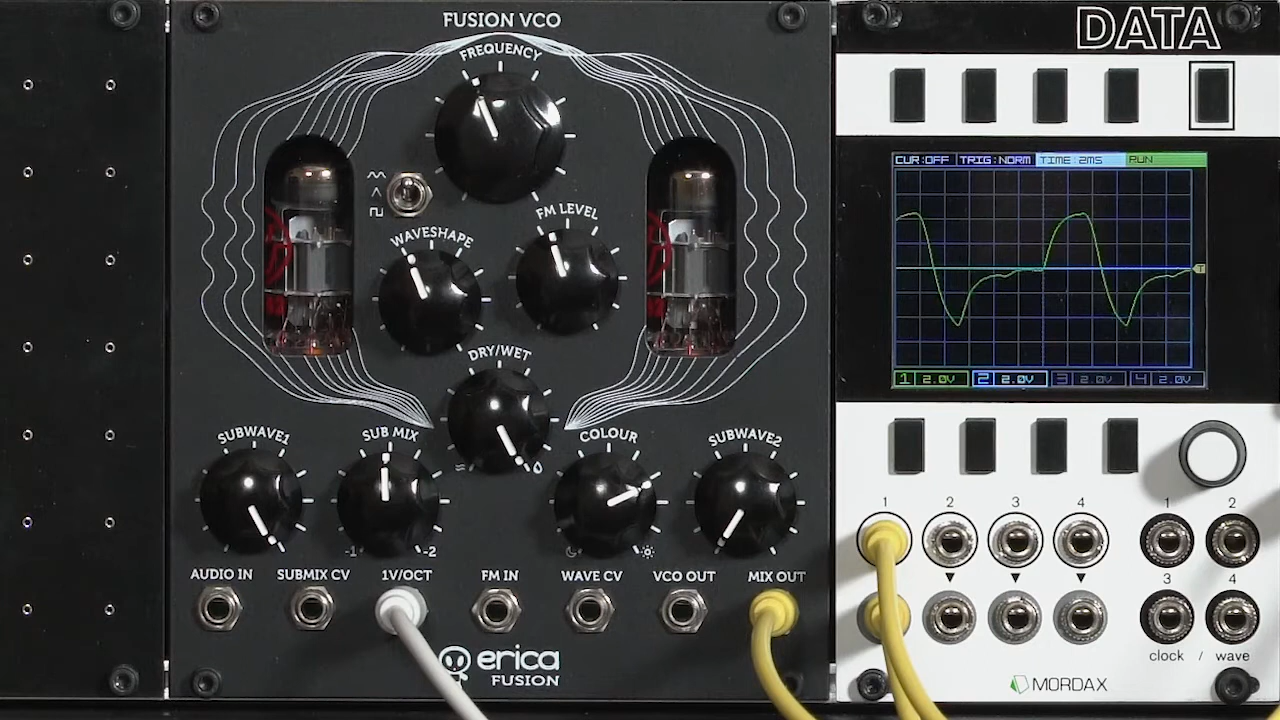 FUSION VCO
DATA
FREQUENCY
CUR:OFF TRIG:NORM TIME:2MS RUN
FM LEVEL
WAVESHAPE
T
DRY/WET
1 2.0V 2 2.0V 3 2.0V 4 2.0V
SUBWAVE1 SUB MIX COLOUR SUBWAVE2
-1 -2
1 2 3 4 1 2
AUDIO IN SUBMIX CV 1V/OCT FM IN WAVE CV VCO OUT MIX OUT
3 4
clock / wave
erica
FUSION
MORDAX